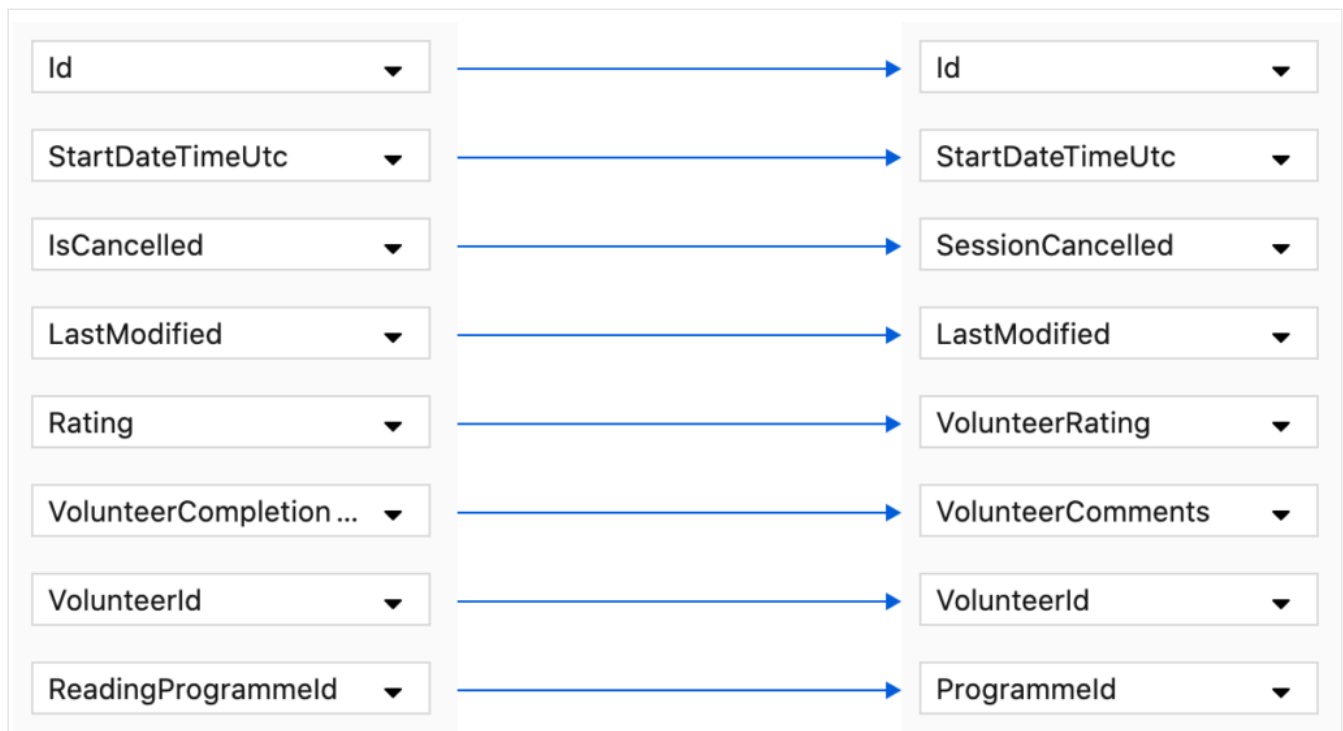 Id Id
StartDateTimeUtc StartDateTimeUtc
IsCancelled SessionCancelled
LastModified LastModified
Rating VolunteerRating
VolunteerCompletion ... VolunteerComments
VolunteerId VolunteerId
ReadingProgrammeId ProgrammeId